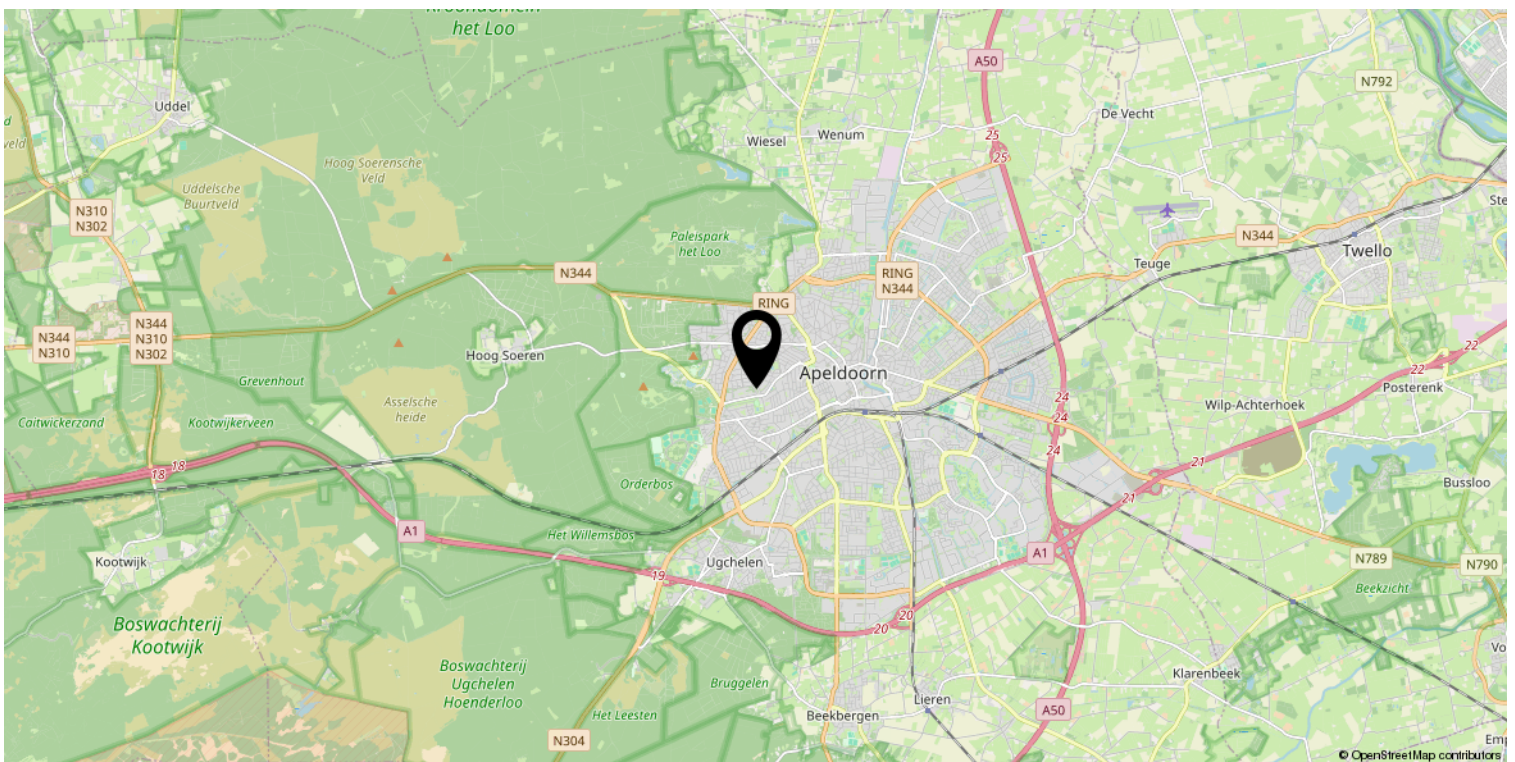 het Loo
A50
N792
Uddel
De Vecht
Wiesel
Wenum
25
25
Hoog Soerensche
Veld
Uddelsche
Buurtveld
N310
N302
Paleispark
het Loo
N344
Twello
Teuge
N344
RING
N344
RING
N344
N310
N344
N310
N302
Hoog Soeren
22
22
Posterenk
Apeldoorn
Grevenhout
Asselsche
heide
24
24
24
Wilp-Achterhoek
Caitwickerzand
Kootwijkerveen
18
18
21
21
Orderbos
Bussloo
A1
Het Willemsbos
A1
Kootwijk
Ugchelen
19
N789
N790
Beekzicht
20
20
Boswachterij
Kootwijk
Boswachterij
Ugchelen
Hoenderloo
Bruggelen
Klarenbeek
Lieren
A50
Het Leesten
Beekbergen
N304
© OpenStreetMap contributors